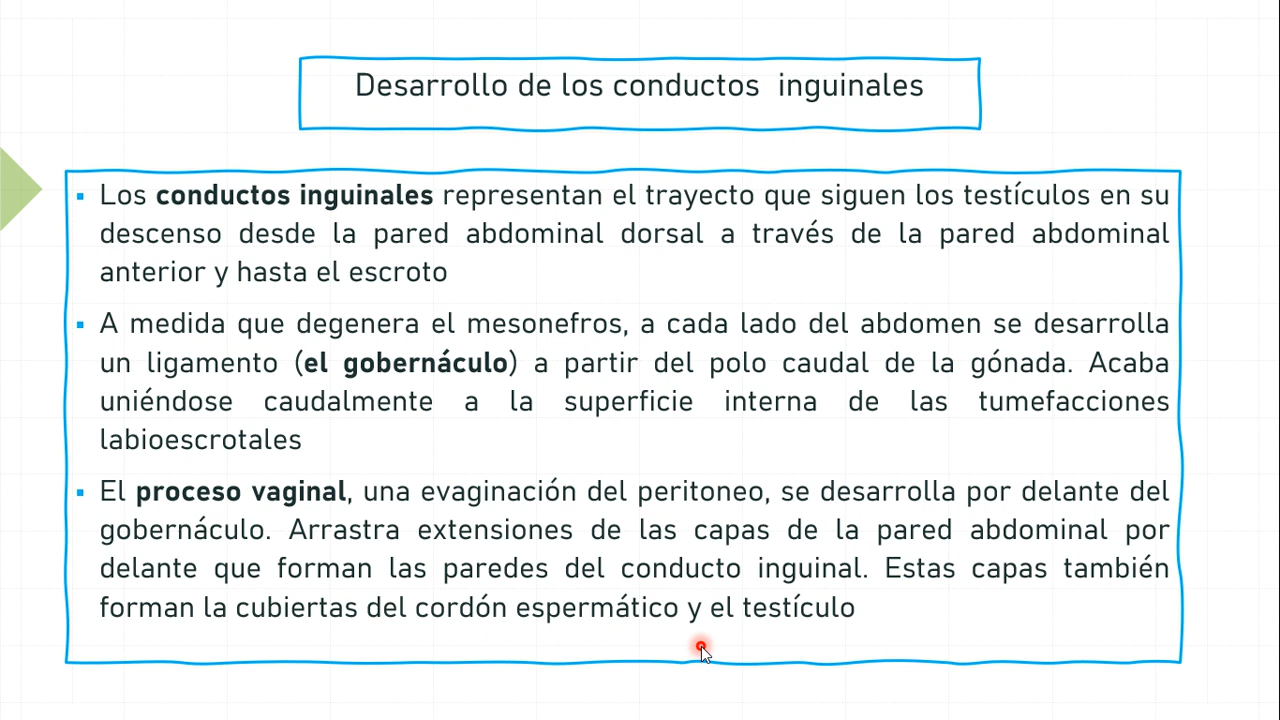 Desarrollo de los conductos inguinales
Los conductos inguinales representan el trayecto que siguen los testículos en su
descenso desde la pared abdominal dorsal a través de la pared abdominal
anterior y hasta el escroto
A medida que degenera el mesonefros, a cada lado del abdomen se desarrolla
un ligamento (el gobernáculo) a partir del polo caudal de la gónada. Acaba
uniéndose caudalmente a la superficie interna de las tumefacciones
labioescrotales
El proceso vaginal, una evaginación del peritoneo, se desarrolla por delante del
gobernáculo. Arrastra extensiones de las capas de la pared abdominal por
delante que forman las paredes del conducto inguinal. Estas capas también
forman la cubiertas del cordón espermático y el testículo